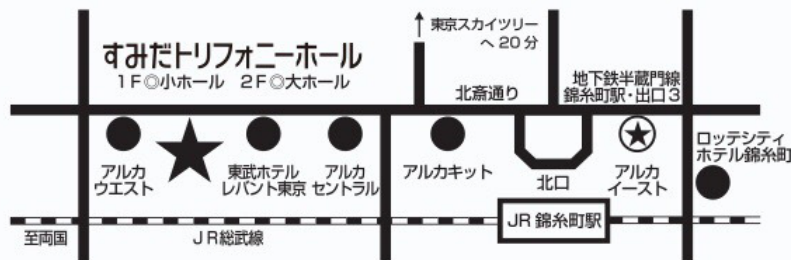 すみだトリフォニーホール
1F◎小ホール 2F◎大ホール
↑東京スカイツリー
へ20分
北斎通り
地下鉄半蔵門線
錦糸町駅・出口3
アルカ
ウエスト
東武ホテル
レバント東京
アルカ
セントラル
アルカキット
北口
アルカ
イースト
ロッテシティ
ホテル錦糸町
至両国
JR総武線
JR錦糸町駅